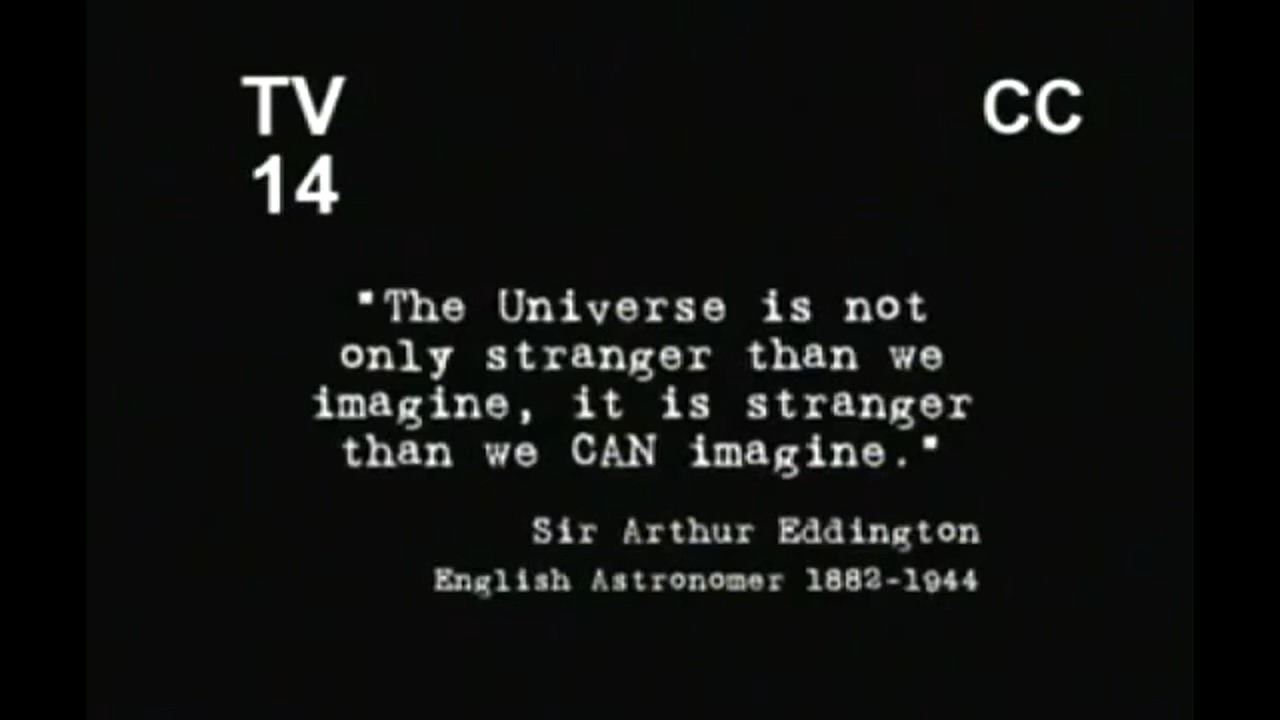 TV
14
CC
"The Universe is not
only stranger than we
imagine, it is stranger
than we CAN imagine."
Sir Arthur Eddington
English Astronomer 1882-1944